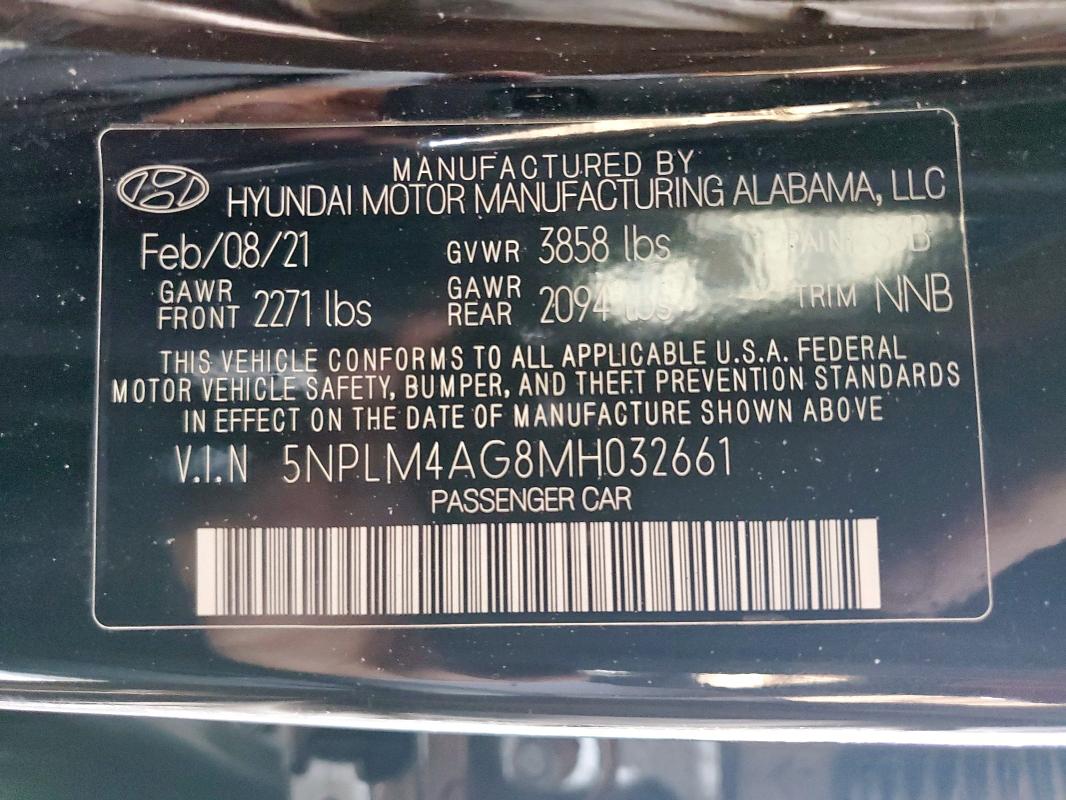 MANUFACTURED BY
HYUNDAI MOTOR MANUFACTURING ALABAMA, LLC
Feb/08/21 GVWR 3858 lbs PAINT
GAWR FRONT 2271 lbs GAWR REAR 2094 lbs TRIM NNB
THIS VEHICLE CONFORMS TO ALL APPLICABLE U.S.A. FEDERAL
MOTOR VEHICLE SAFETY, BUMPER, AND THEFT PREVENTION STANDARDS
IN EFFECT ON THE DATE OF MANUFACTURE SHOWN ABOVE
V.I.N 5NPLM4AG8MH032661
PASSENGER CAR